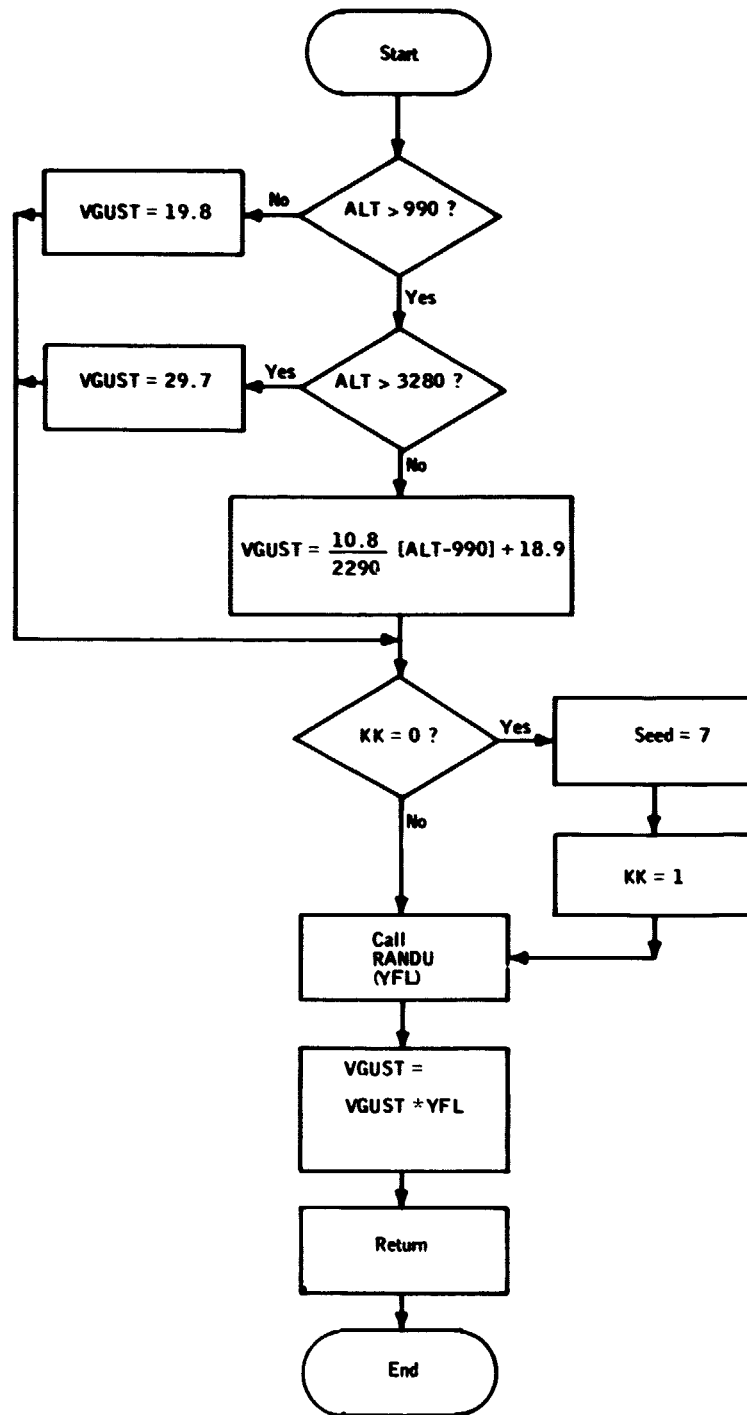 Start
ALT > 990 ?
No
VGUST = 19.8
Yes
ALT > 3280 ?
Yes
VGUST = 29.7
No
VGUST = 10.8/2290 [ALT-990] + 18.9
KK = 0 ?
Yes
Seed = 7
No
KK = 1
Call
RANDU
(YFL)
VGUST =
VGUST * YFL
Return
End